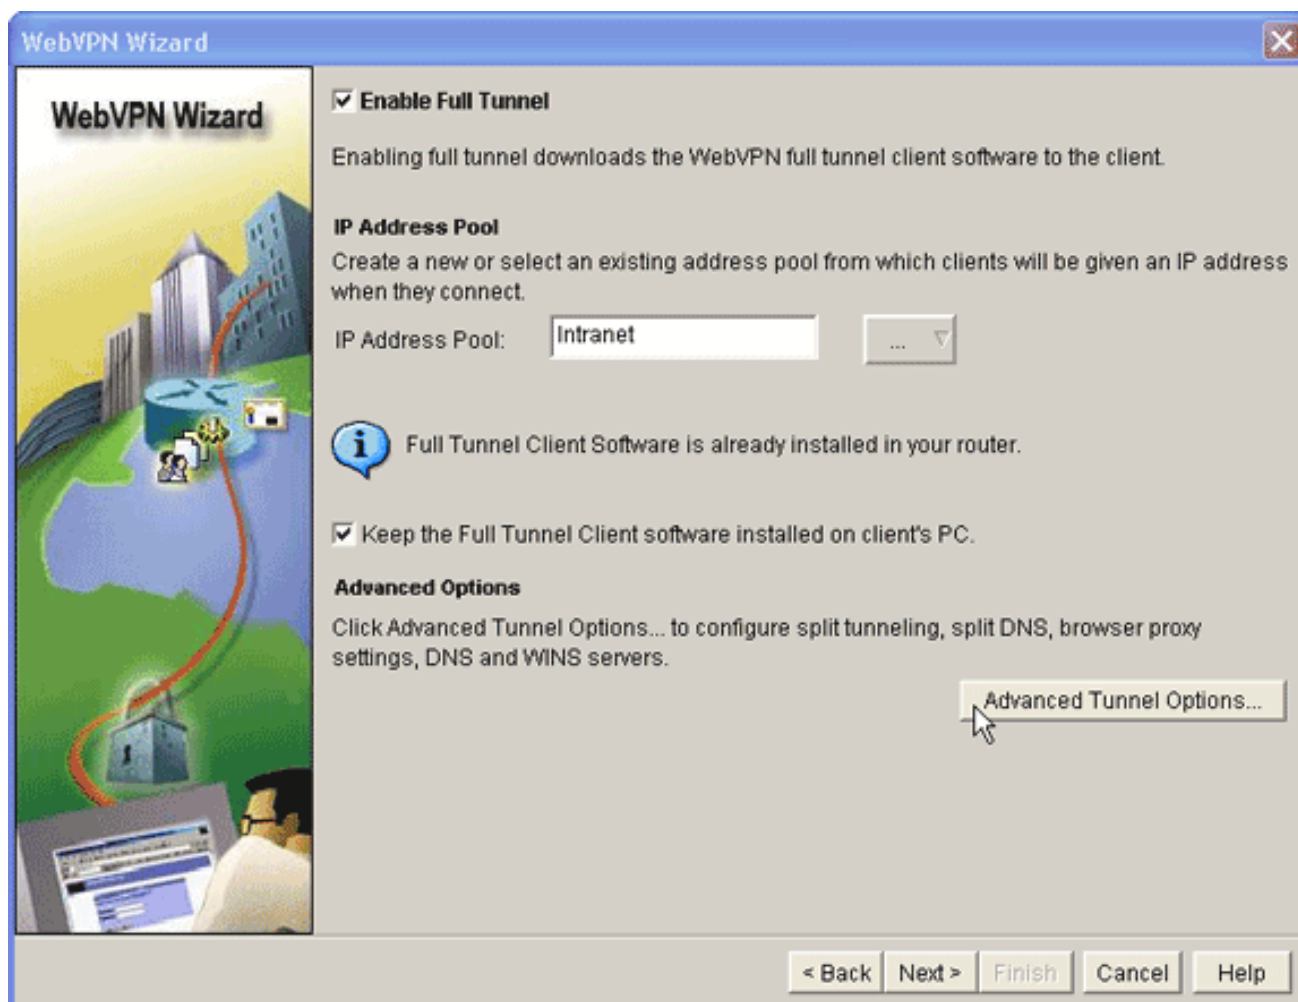 WebVPN Wizard
WebVPN Wizard
Enable Full Tunnel
Enabling full tunnel downloads the WebVPN full tunnel client software to the client.
IP Address Pool
Create a new or select an existing address pool from which clients will be given an IP address
when they connect.
IP Address Pool:
Intranet
...
Full Tunnel Client Software is already installed in your router.
Keep the Full Tunnel Client software installed on client's PC.
Advanced Options
Click Advanced Tunnel Options... to configure split tunneling, split DNS, browser proxy
settings, DNS and WINS servers.
Advanced Tunnel Options...
< Back
Next >
Finish
Cancel
Help